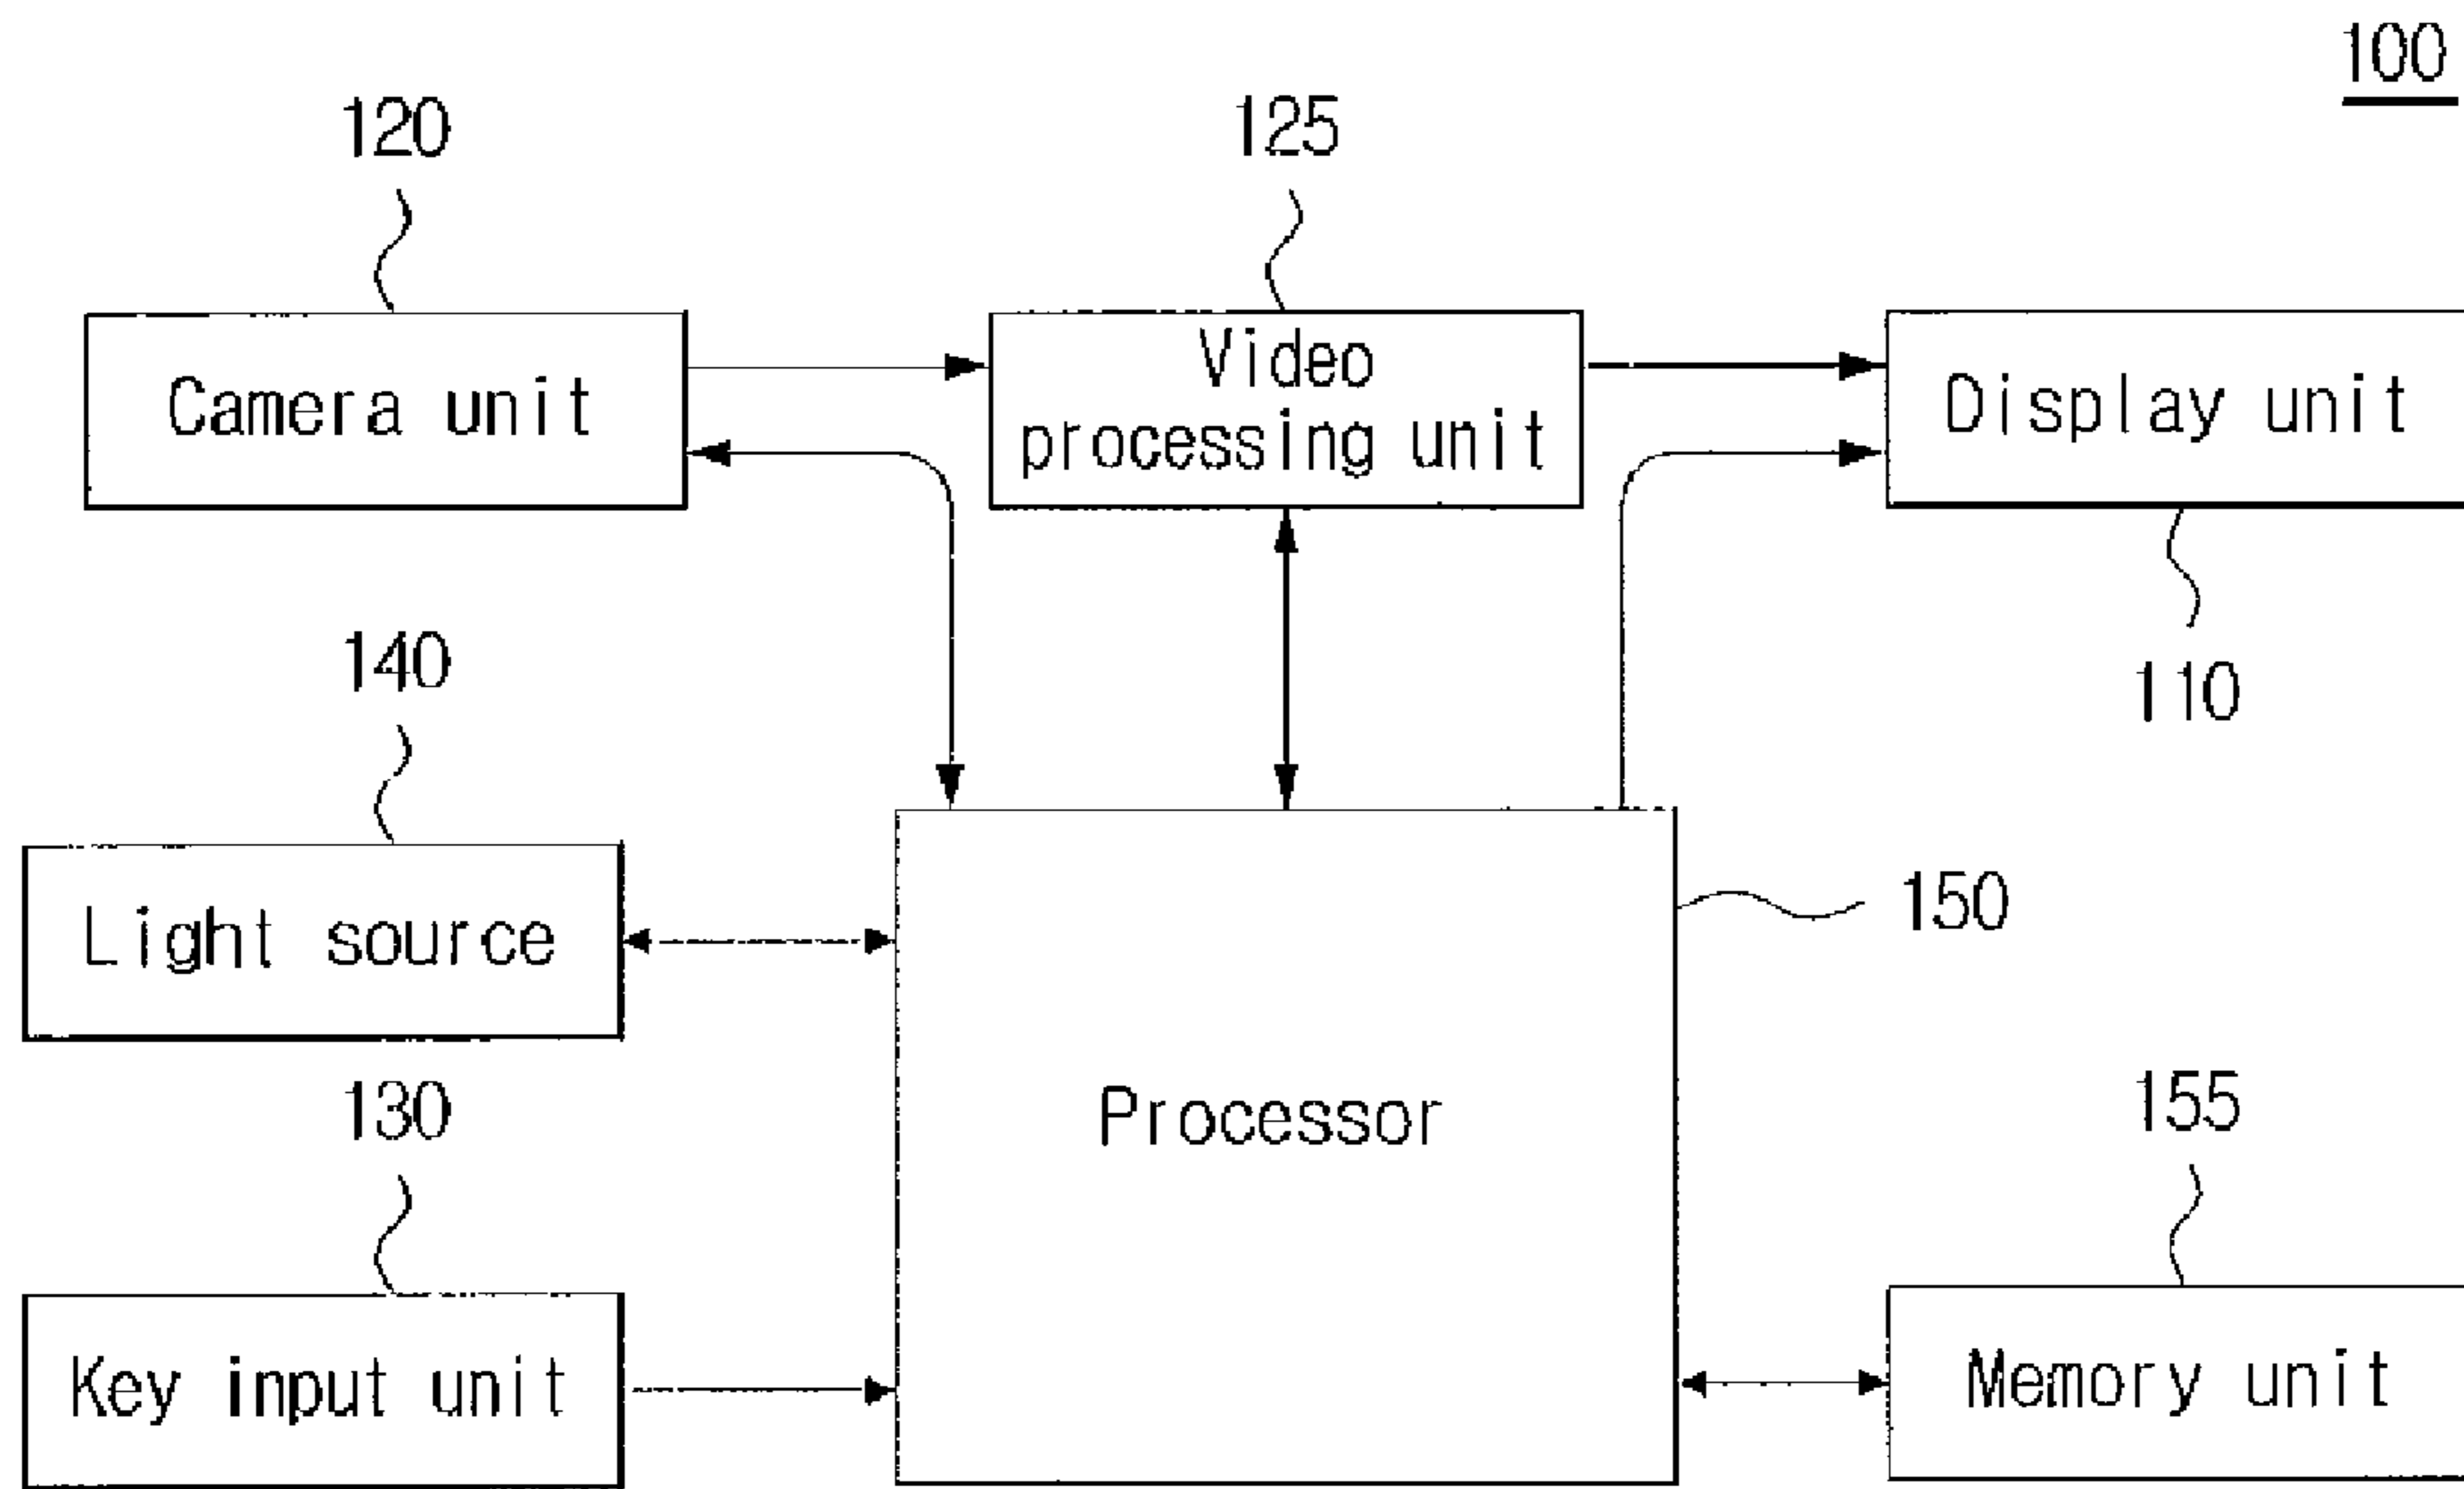 100
120
125
Camera unit
Video
processing unit
Display unit
110
140
Light source
150
Processor
130
155
Key input unit
Memory unit